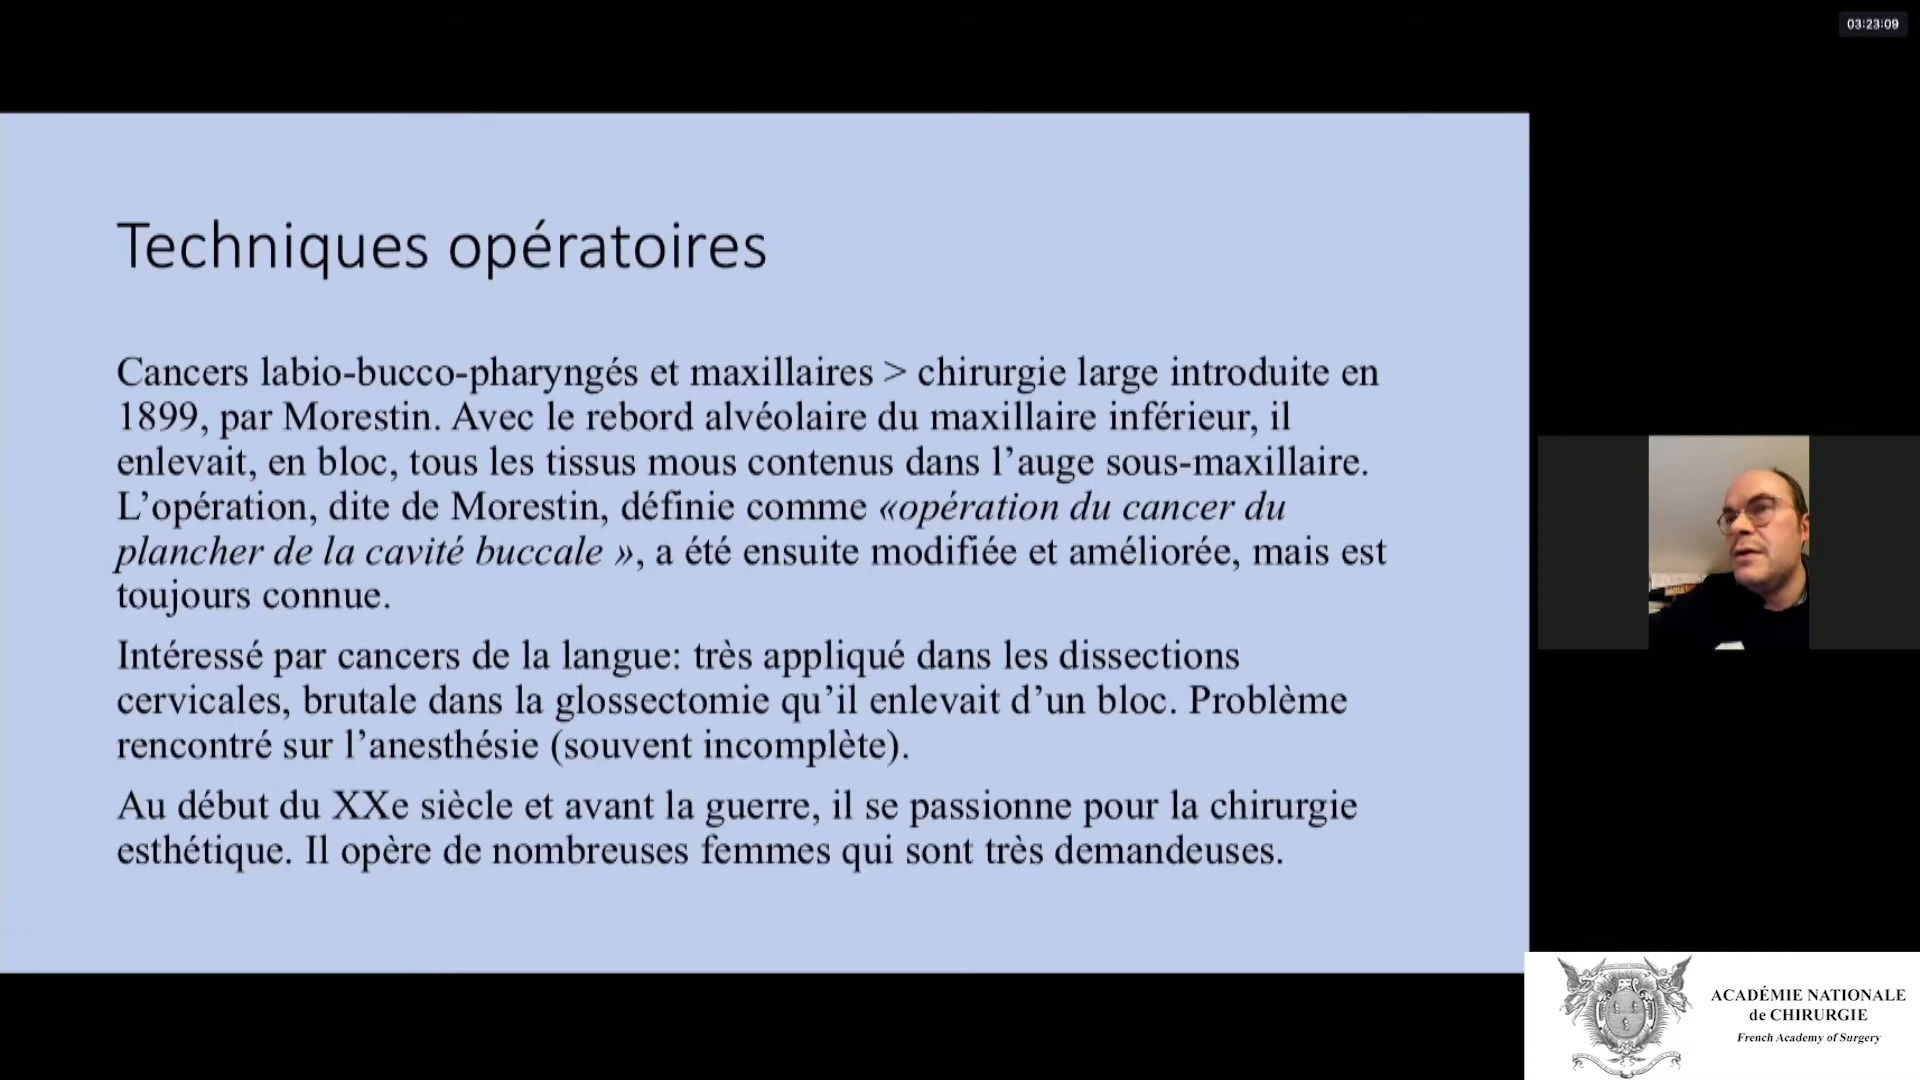 03:23:09
Techniques opératoires
Cancers labio-bucco-pharyngés et maxillaires > chirurgie large introduite en
1899, par Morestin. Avec le rebord alvéolaire du maxillaire inférieur, il
enlevait, en bloc, tous les tissus mous contenus dans l’auge sous-maxillaire.
L’opération, dite de Morestin, définie comme «opération du cancer du
plancher de la cavité buccale », a été ensuite modifiée et améliorée, mais est
toujours connue.
Intéressé par cancers de la langue: très appliqué dans les dissections
cervicales, brutale dans la glossectomie qu’il enlevait d’un bloc. Problème
rencontré sur l’anesthésie (souvent incomplète).
Au début du XXe siècle et avant la guerre, il se passionne pour la chirurgie
esthétique. Il opère de nombreuses femmes qui sont très demandeuses.
ACADÉMIE NATIONALE
de CHIRURGIE
French Academy of Surgery